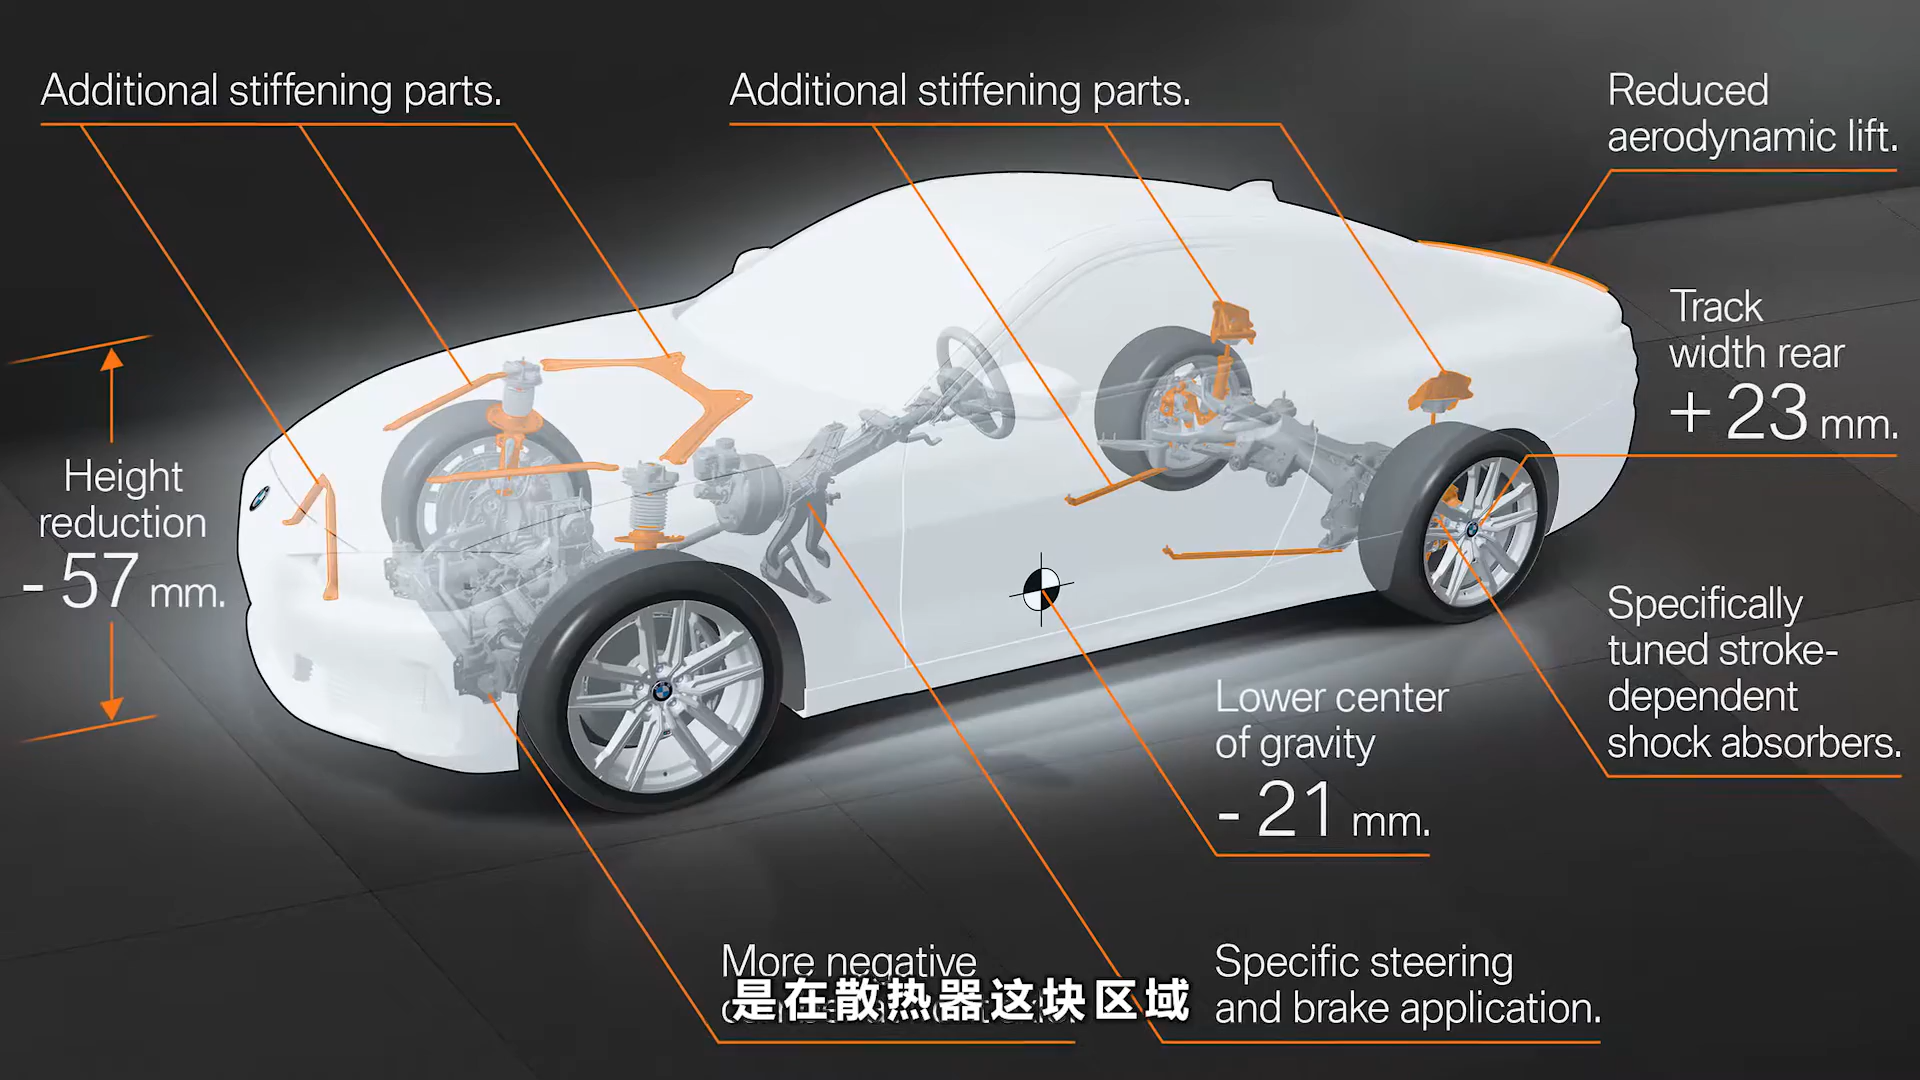 Additional stiffening parts.
Additional stiffening parts.
Reduced
aerodynamic lift.
Track
width rear
+ 23 mm.
Height
reduction
- 57 mm.
Specifically
tuned stroke-
dependent
shock absorbers.
Lower center
of gravity
- 21 mm.
More negative
Specific steering
and brake application.
是在散热器这块区域